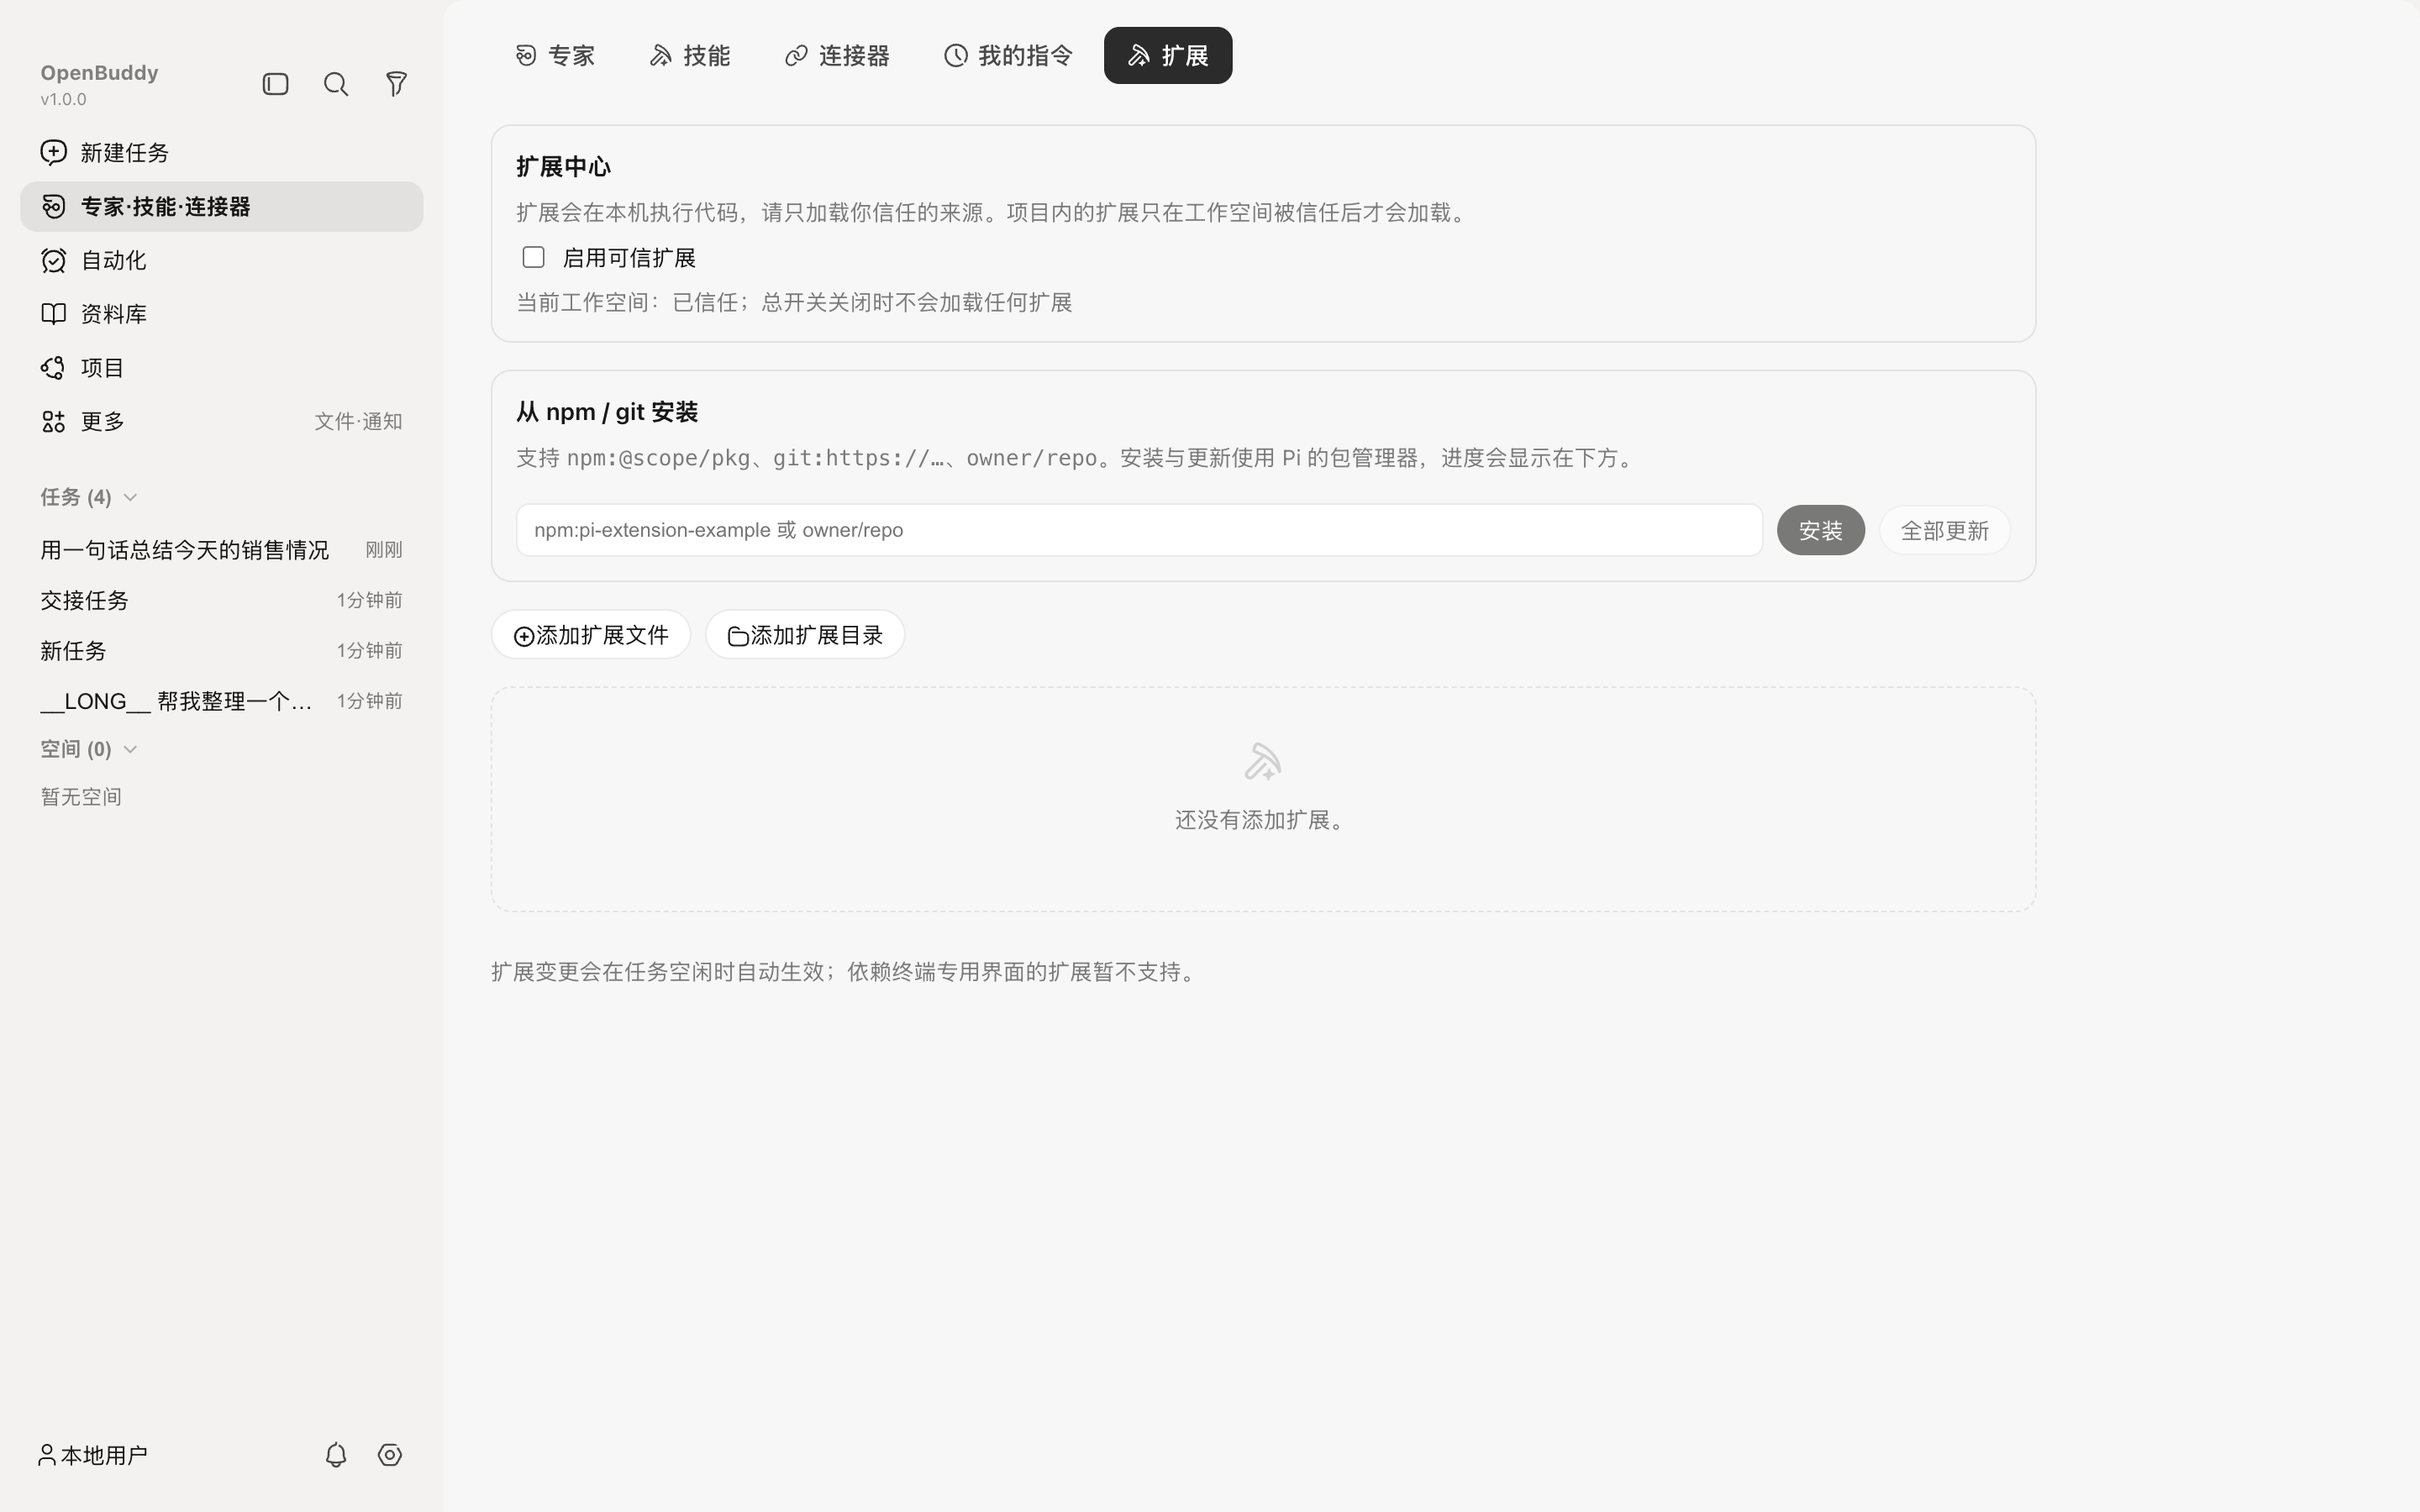 OpenBuddy
v1.0.0
新建任务
专家·技能·连接器
自动化
资料库
项目
更多 文件·通知
任务 (4)
用一句话总结今天的销售情况 刚刚
交接任务 1分钟前
新任务 1分钟前
__LONG__ 帮我整理一个… 1分钟前
空间 (0)
暂无空间
本地用户
专家 技能 连接器 我的指令 扩展
扩展中心
扩展会在本机执行代码，请只加载你信任的来源。项目内的扩展只在工作空间被信任后才会加载。
启用可信扩展
当前工作空间：已信任；总开关关闭时不会加载任何扩展
从 npm / git 安装
支持 npm:@scope/pkg、git:https://…、owner/repo。安装与更新使用 Pi 的包管理器，进度会显示在下方。
npm:pi-extension-example 或 owner/repo 安装 全部更新
添加扩展文件 添加扩展目录
还没有添加扩展。
扩展变更会在任务空闲时自动生效；依赖终端专用界面的扩展暂不支持。